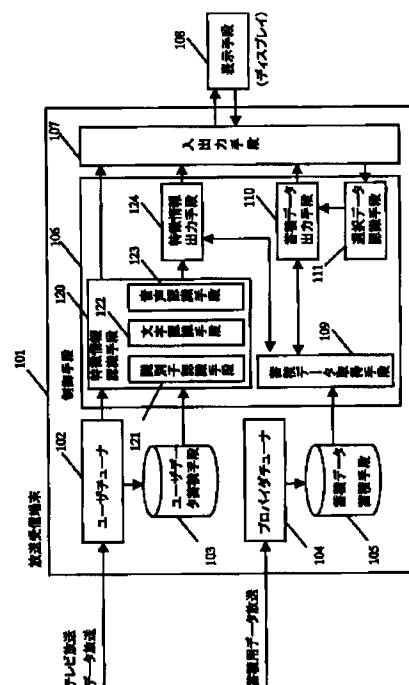 放送受信端末
101
テレビ放送
データ放送
ユーザチューナ
102
ユーザデー
タ蓄積手段
103
蓄積用データ放送
プロバイダチューナ
104
蓄積データ
蓄積手段
105
制御手段
106
120
特徴情報
認識手段
識別子認識手段
121
文字認識手段
122
音声認識手段
123
特徴情報
出力手段
124
蓄積データ取得手段
109
蓄積データ
出力手段
110
選択データ
認識手段
111
入出力手段
107
表示手段
108
(ディスプレイ)